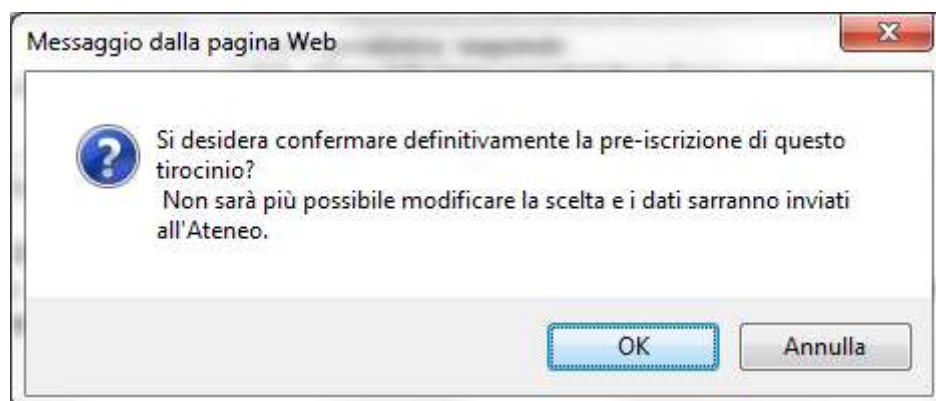 Messaggio dalla pagina Web
Si desidera confermare definitivamente la pre-iscrizione di questo
tirocinio?
Non sarà più possibile modificare la scelta e i dati sarranno inviati
all'Ateneo.
OK
Annulla